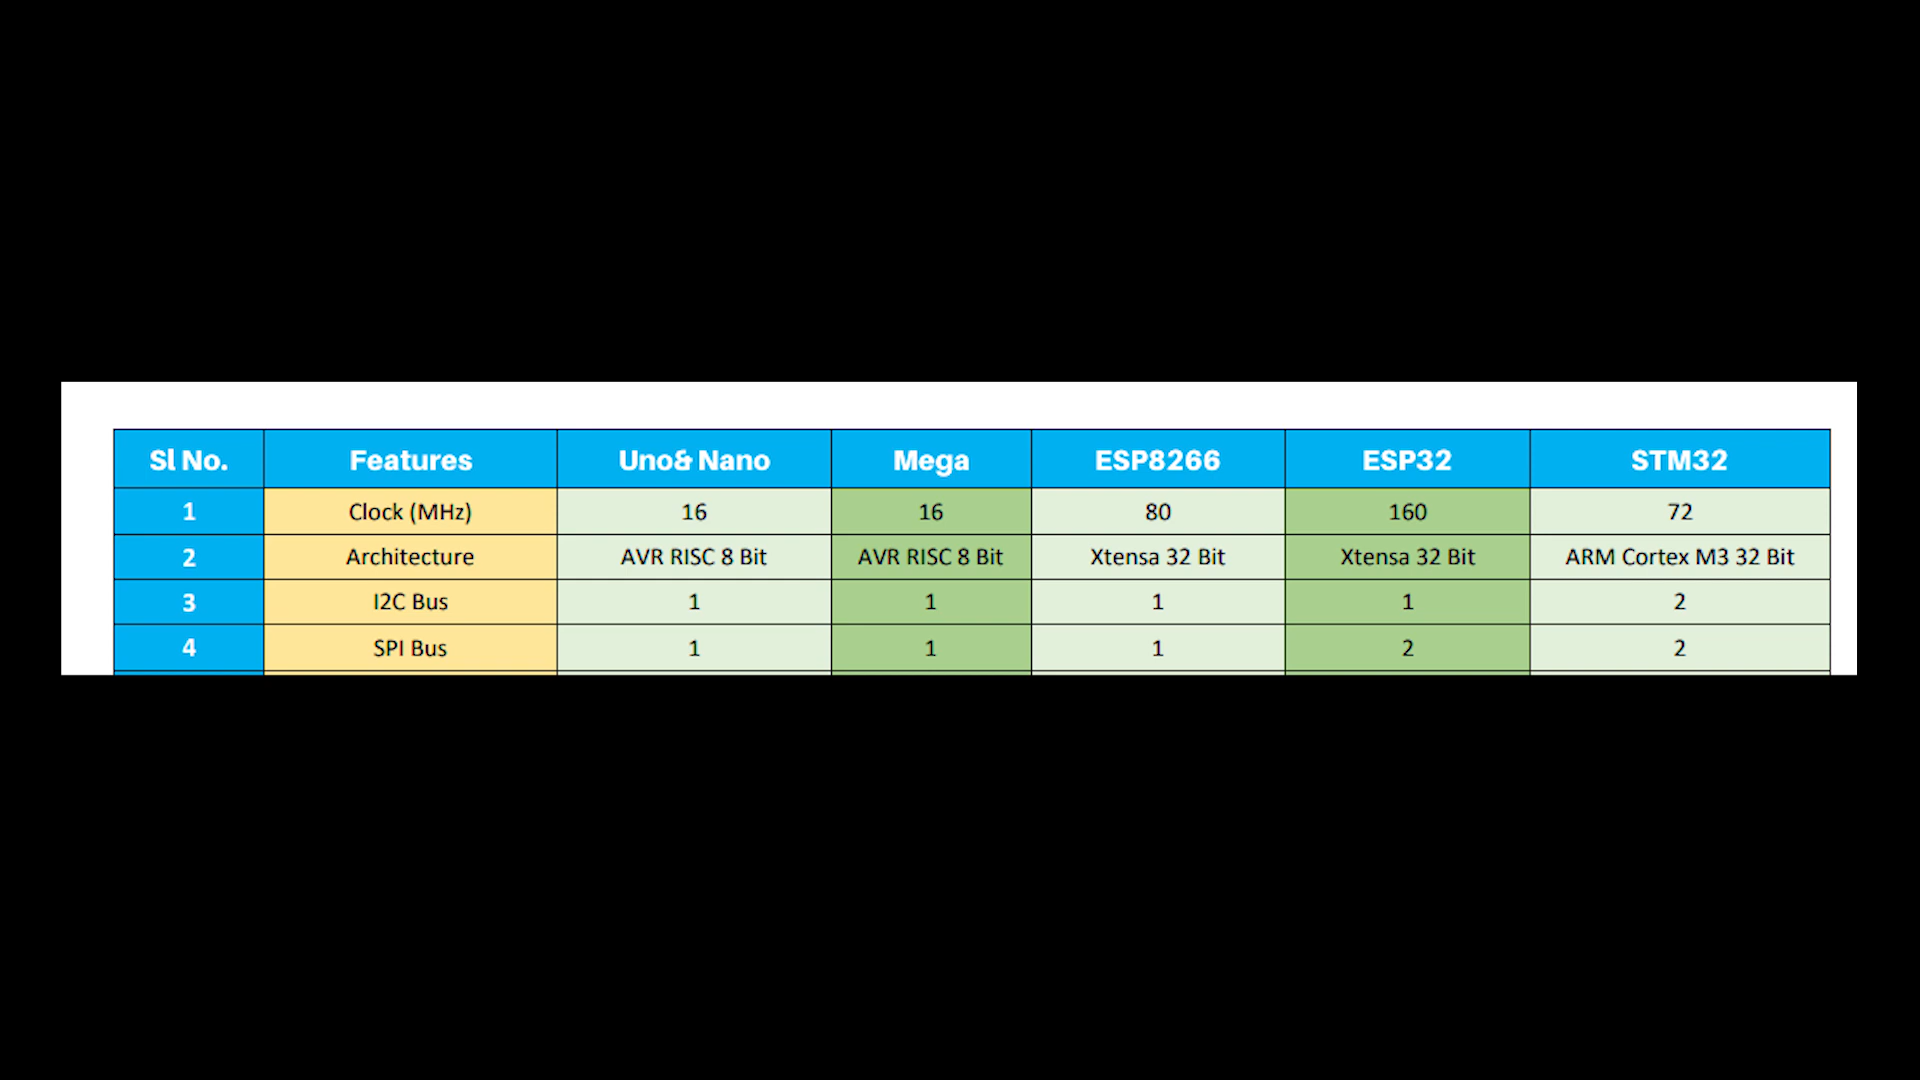 Sl No. Features Uno& Nano Mega ESP8266 ESP32 STM32
1 Clock (MHz) 16 16 80 160 72
2 Architecture AVR RISC 8 Bit AVR RISC 8 Bit Xtensa 32 Bit Xtensa 32 Bit ARM Cortex M3 32 Bit
3 I2C Bus 1 1 1 1 2
4 SPI Bus 1 1 1 2 2